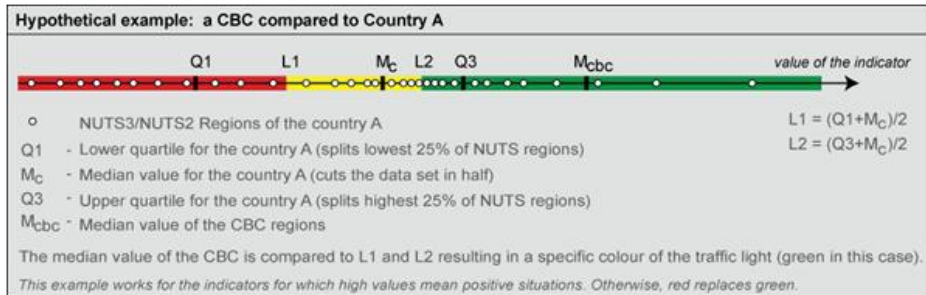 Hypothetical example: a CBC compared to Country A
Q1 L1 Mc L2 Q3 Mcbc value of the indicator
NUTS3/NUTS2 Regions of the country A L1 = (Q1+Mc)/2
Q1 - Lower quartile for the country A (splits lowest 25% of NUTS regions) L2 = (Q3+Mc)/2
Mc - Median value for the country A (cuts the data set in half)
Q3 - Upper quartile for the country A (splits highest 25% of NUTS regions)
Mcbc - Median value of the CBC regions
The median value of the CBC is compared to L1 and L2 resulting in a specific colour of the traffic light (green in this case).
This example works for the indicators for which high values mean positive situations. Otherwise, red replaces green.